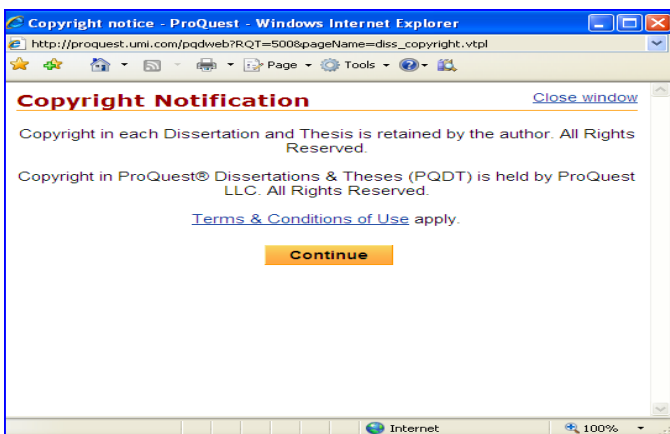 Copyright notice - ProQuest - Windows Internet Explorer
http://proquest.umi.com/pqdweb?RQT=500&pageName=diss_copyright.vtpl
Page Tools
Copyright Notification Close window
Copyright in each Dissertation and Thesis is retained by the author. All Rights
Reserved.
Copyright in ProQuest® Dissertations & Theses (PQDT) is held by ProQuest
LLC. All Rights Reserved.
Terms & Conditions of Use apply.
Continue
Internet 100%